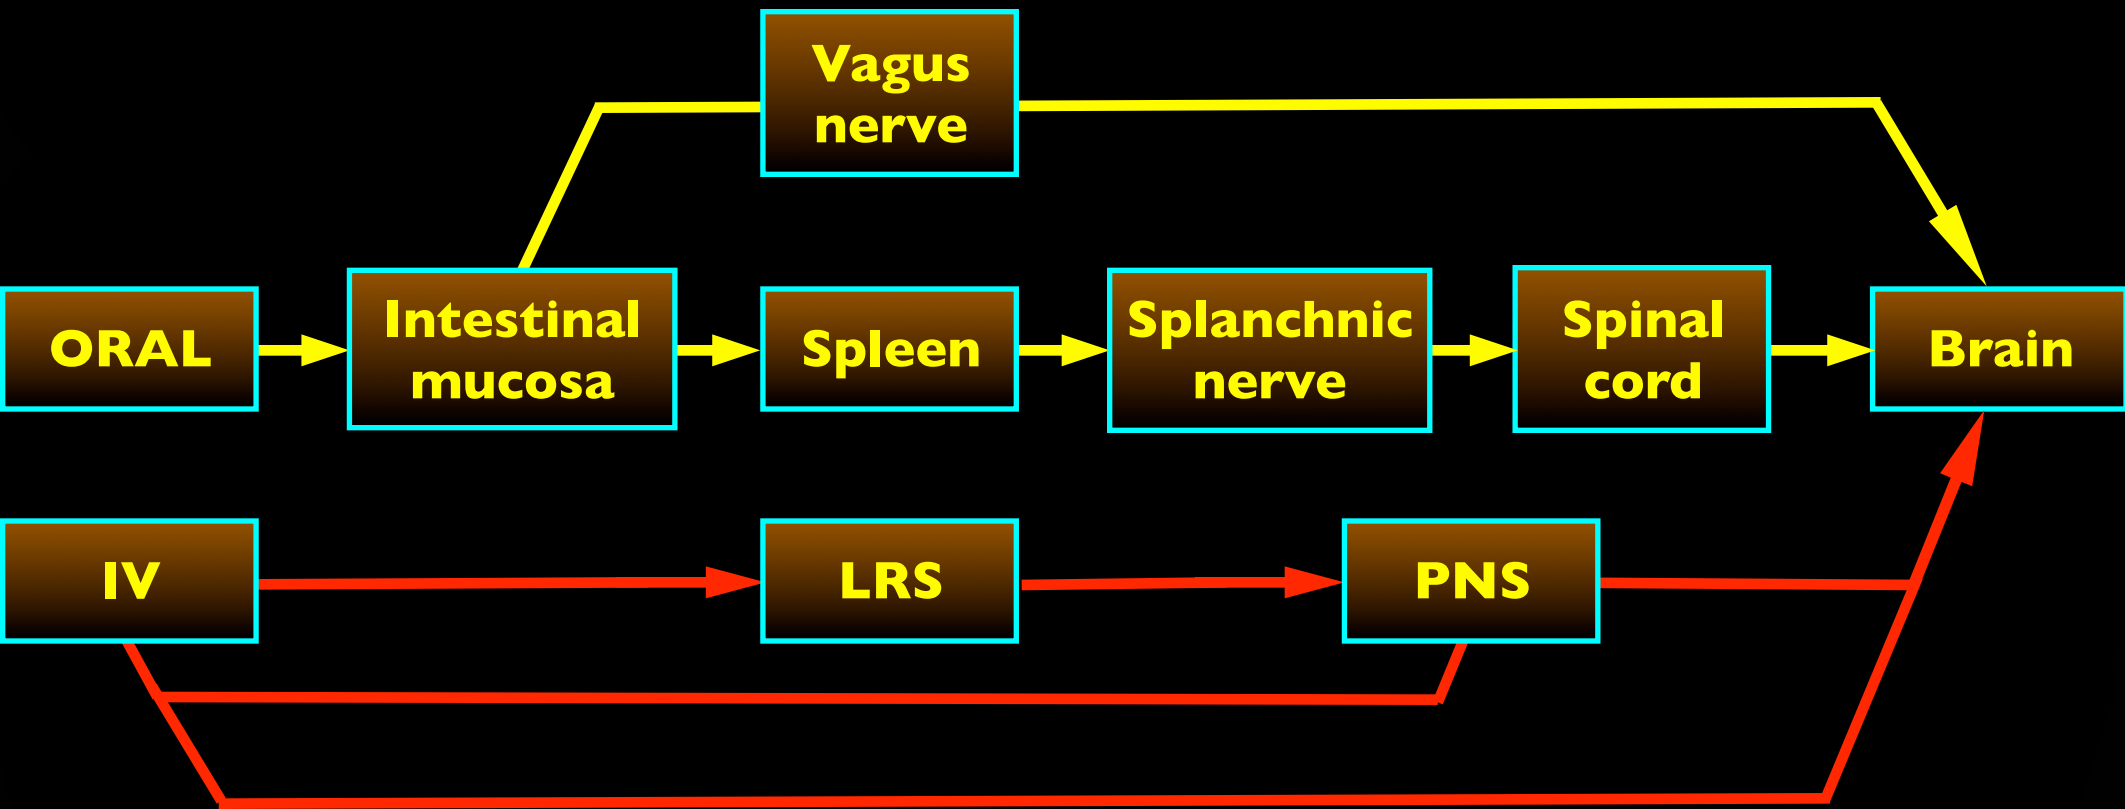 Vagus
nerve
ORAL
Intestinal
mucosa
Spleen
Splanchnic
nerve
Spinal
cord
Brain
IV
LRS
PNS